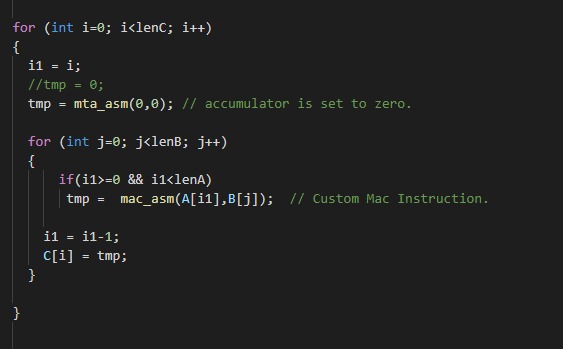 for (int i=0; i<lenC; i++)
{
i1 = i;
//tmp = 0;
tmp = mta_asm(0,0); // accumulator is set to zero.
for (int j=0; j<lenB; j++)
{
if(i1>=0 && i1<lenA)
tmp =  mac_asm(A[i1],B[j]);  // Custom Mac Instruction.
i1 = i1-1;
C[i] = tmp;
}
}